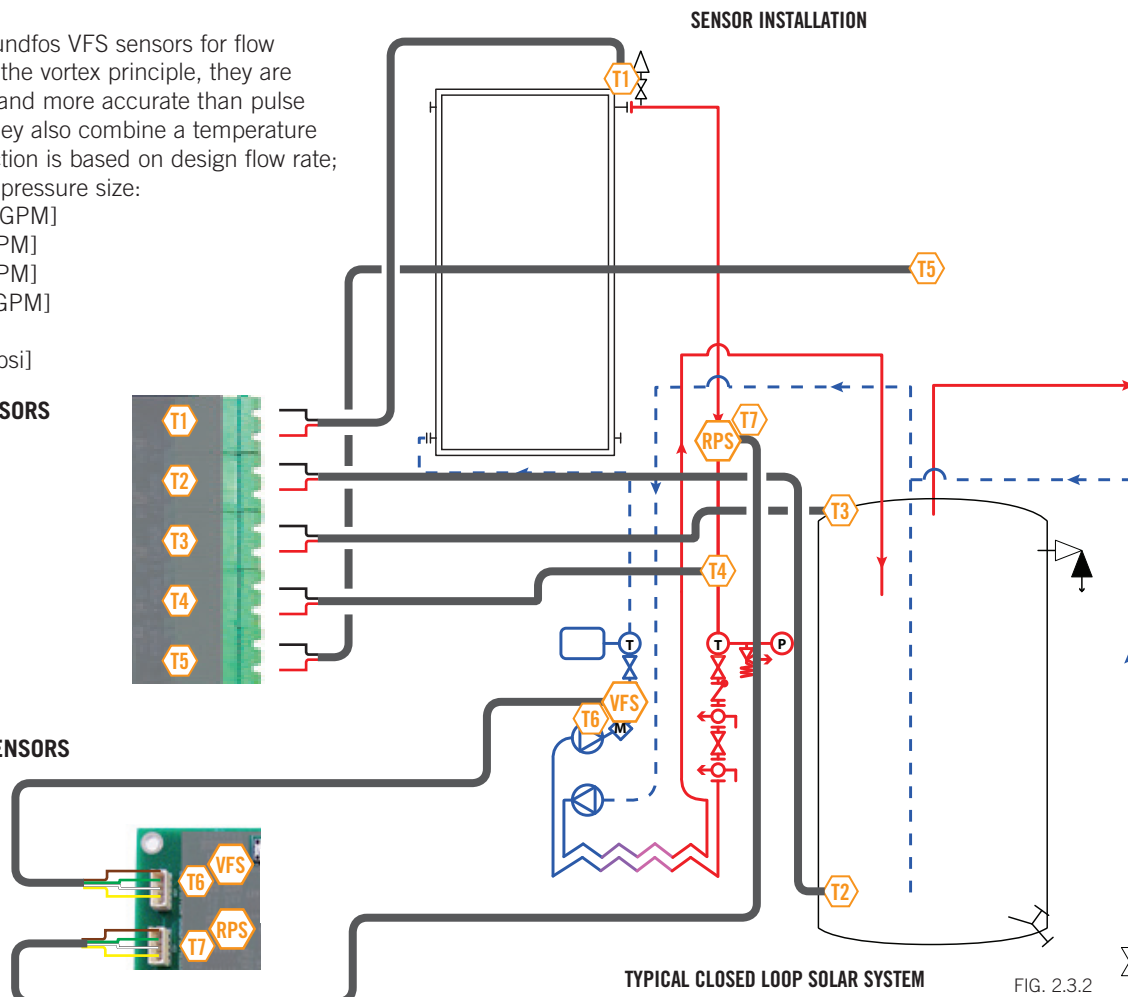 SENSOR INSTALLATION
undfos VFS sensors for flow
the vortex principle, they are
and more accurate than pulse
ey also combine a temperature
ction is based on design flow rate;
pressure size:
GPM]
PM]
PM]
GPM]
psi]
SORS
T1
T2
T3
T4
T5
T1
T5
T7
RPS
T3
T4
T
T
P
VFS
T6
M
T2
ENSORS
VFS
T6
RPS
T7
TYPICAL CLOSED LOOP SOLAR SYSTEM
FIG. 2.3.2